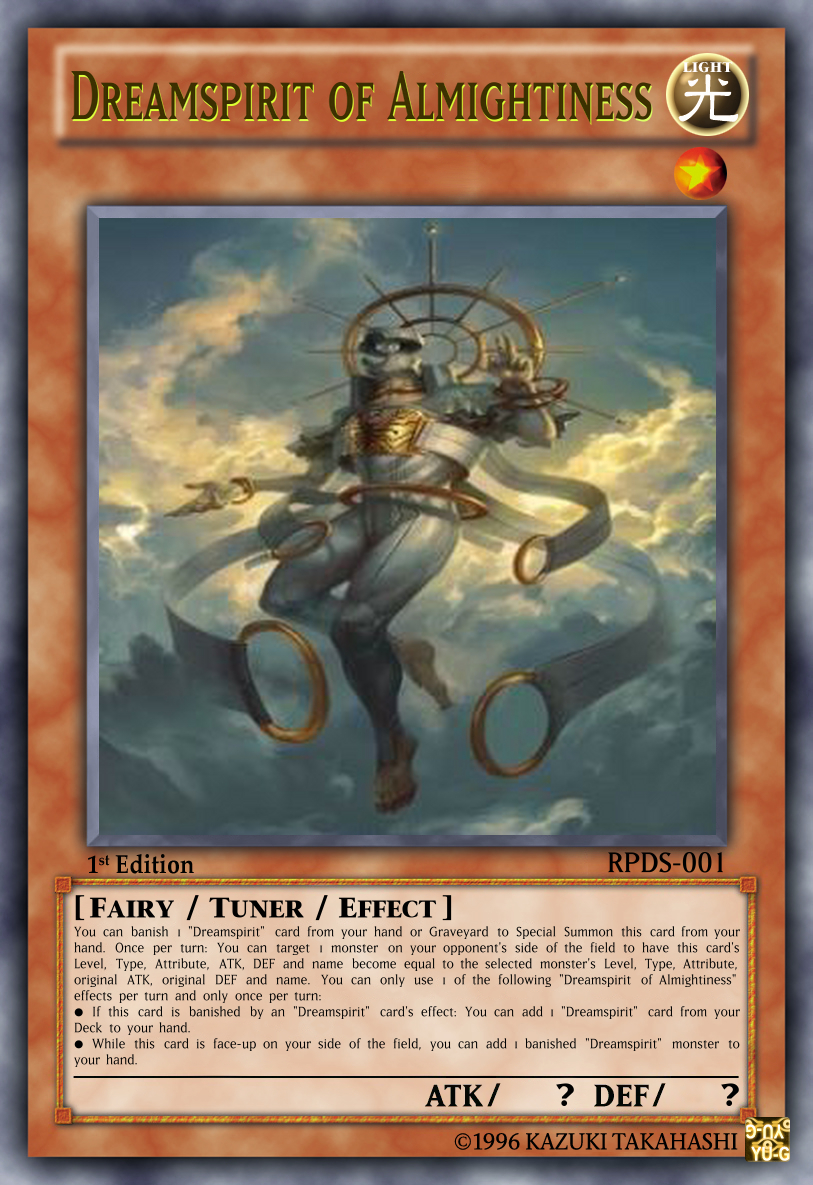 DREAMSPIRIT OF ALMIGHTINESS
LIGHT
光
1st Edition
RPDS-001
[ FAIRY / TUNER / EFFECT ]
You can banish 1 "Dreamspirit" card from your hand or Graveyard to Special Summon this card from your
hand. Once per turn: You can target 1 monster on your opponent's side of the field to have this card's
Level, Type, Attribute, ATK, DEF and name become equal to the selected monster's Level, Type, Attribute,
original ATK, original DEF and name. You can only use 1 of the following "Dreamspirit of Almightiness"
effects per turn and only once per turn:
● If this card is banished by an "Dreamspirit" card's effect: You can add 1 "Dreamspirit" card from your
Deck to your hand.
● While this card is face-up on your side of the field, you can add 1 banished "Dreamspirit" monster to
your hand.
ATK/ ? DEF/ ?
©1996 KAZUKI TAKAHASHI